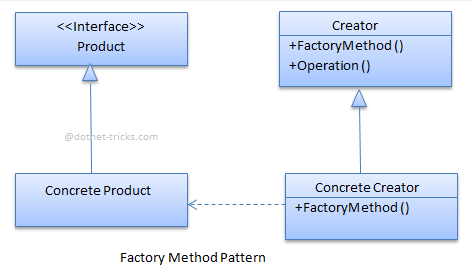 <<Interface>>
Product
Creator
+FactoryMethod()
+Operation()
@dotnet-tricks.com
Concrete Product
Concrete Creator
+FactoryMethod()
Factory Method Pattern